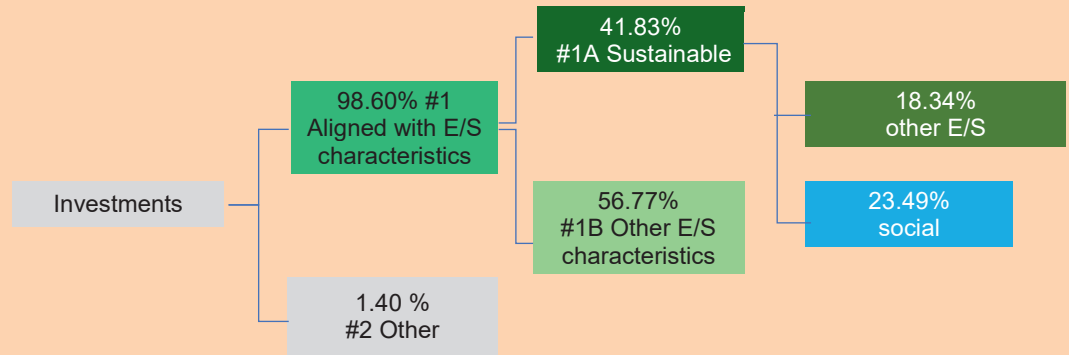 Investments
98.60% #1
Aligned with E/S
characteristics
1.40 %
#2 Other
41.83%
#1A Sustainable
56.77%
#1B Other E/S
characteristics
18.34%
other E/S
23.49%
social